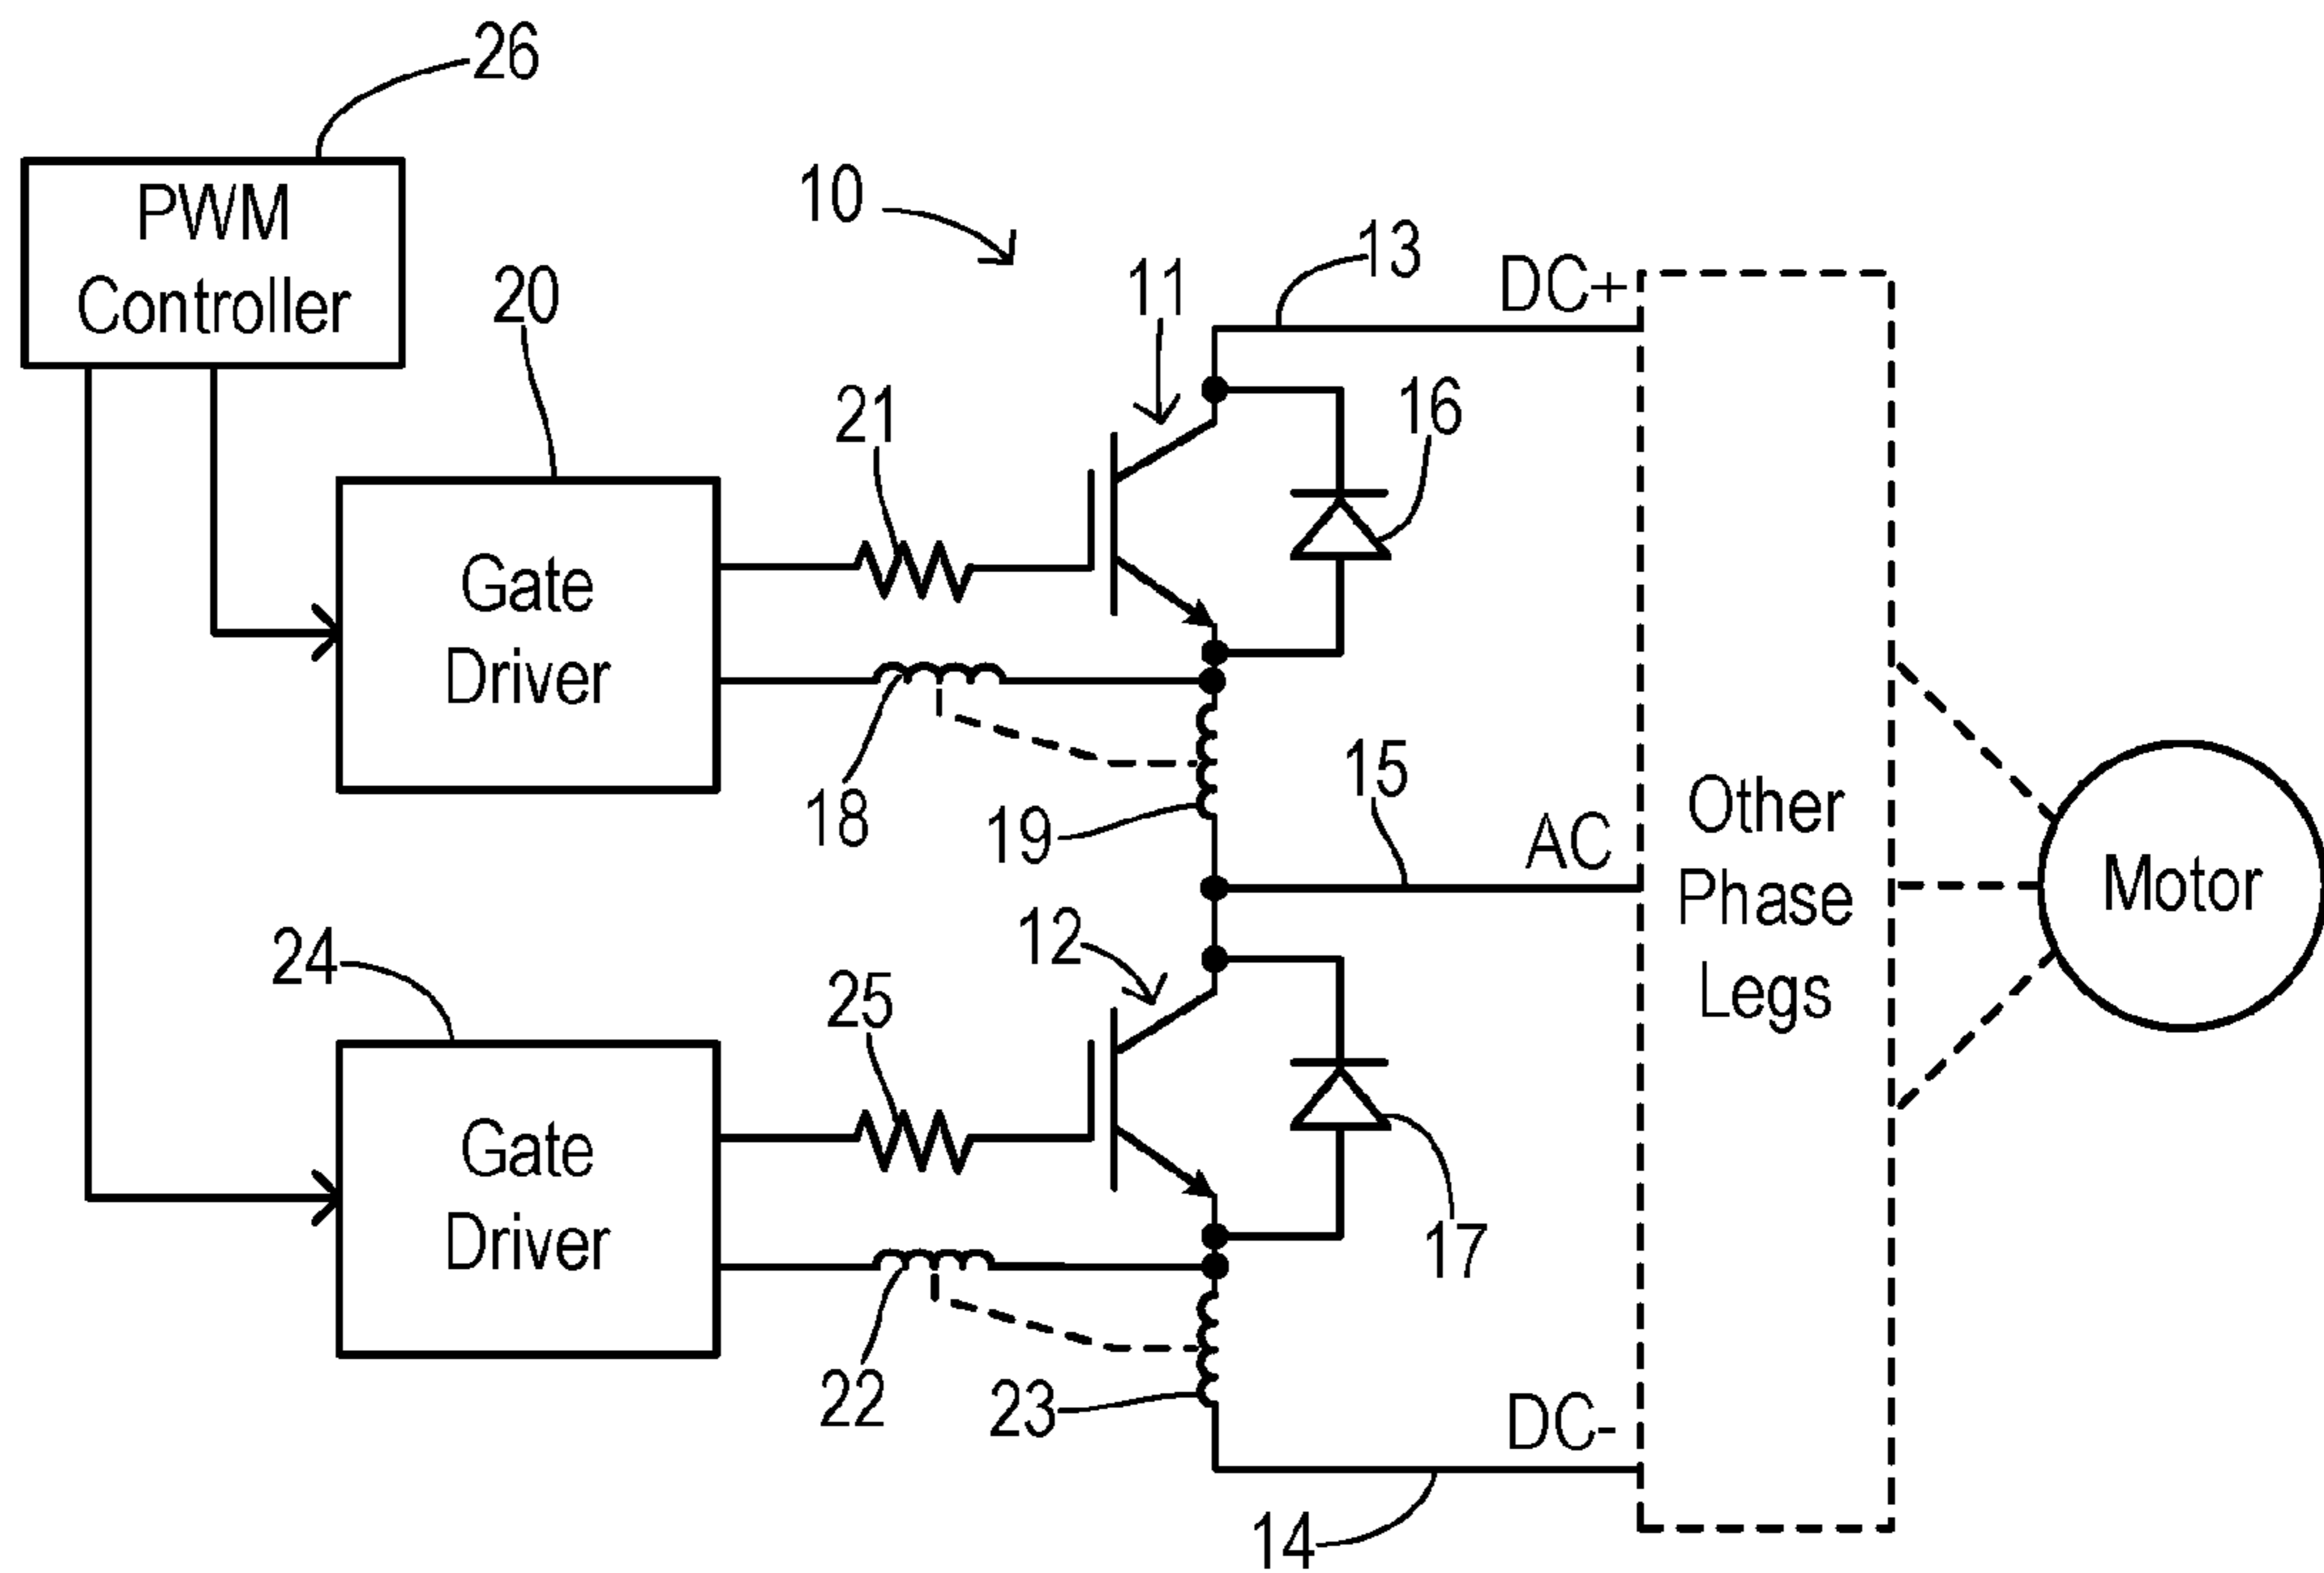 26
PWM
Controller
10
13
DC+
11
20
16
21
Gate
Driver
18
19
15
AC
Other
Phase
Legs
Motor
12
24
25
Gate
Driver
17
22
23
DC-
14